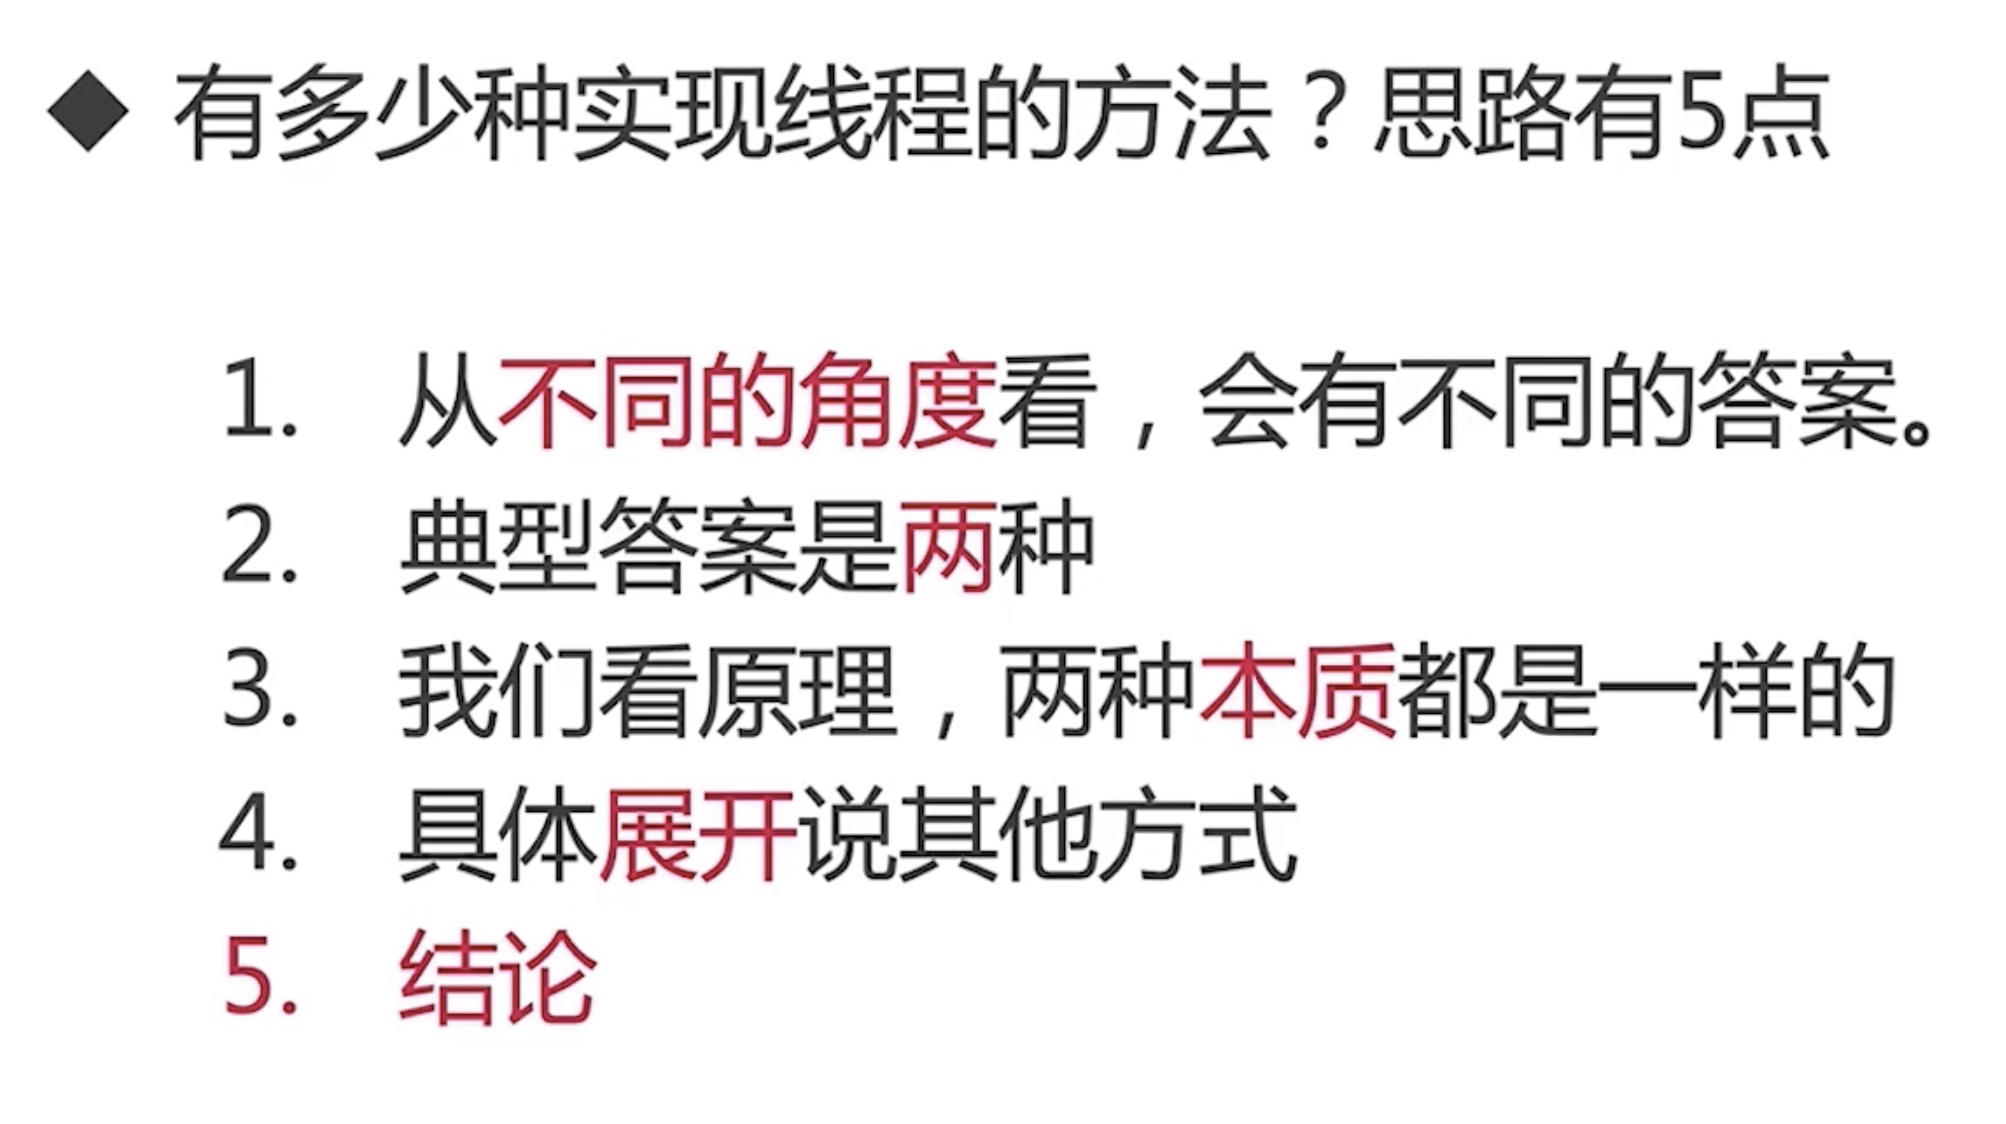 ◆ 有多少种实现线程的方法？思路有5点
1. 从不同的角度看，会有不同的答案。
2. 典型答案是两种
3. 我们看原理，两种本质都是一样的
4. 具体展开说其他方式
5. 结论